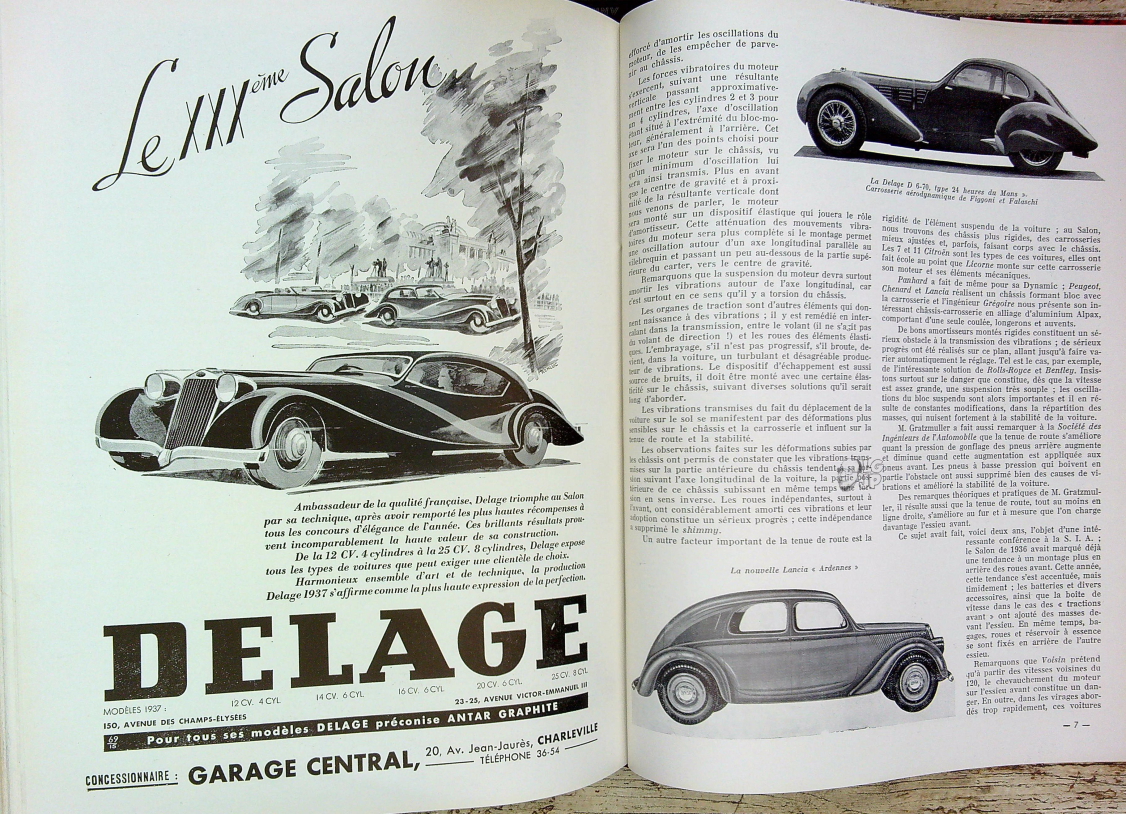 Le XXXème Salon
Ambassadeur de la qualité française, Delage triomphe au Salon
par sa technique, après avoir remporté les plus hautes récompenses à
tous les concours d'élégance de l'année. Ces brillants résultats prou-
vent incomparablement la haute valeur de sa construction.
De la 12 CV. 4 cylindres à la 25 CV. 8 cylindres, Delage expose
tous les types de voitures que peut exiger une clientèle de choix.
Harmonieux ensemble d'art et de technique, la production
Delage 1937 s'affirme comme la plus haute expression de la perfection.
DELAGE
MODÈLES 1937 : 12 CV. 4 CYL. 14 CV. 6 CYL. 16 CV. 6 CYL. 20 CV. 6 CYL. 25 CV. 8 CYL.
150, AVENUE DES CHAMPS-ÉLYSÉES 23-25, AVENUE VICTOR-EMMANUEL III
69
15
Pour tous ses modèles DELAGE préconise ANTAR GRAPHITE
CONCESSIONNAIRE : GARAGE CENTRAL, 20, Av. Jean-Jaurès, CHARLEVILLE
TÉLÉPHONE 36-54
efforcé d'amortir les oscillations du
moteur, de les empêcher de parve-
nir au châssis.
Les forces vibratoires du moteur
s'exercent, suivant une résultante
verticale passant approximative-
ment entre les cylindres 2 et 3 pour
un 4 cylindres, l'axe d'oscillation
étant situé à l'extrémité du bloc-mo-
teur, généralement à l'arrière. Cet
axe sera l'un des points choisi pour
fixer le moteur sur le châssis, vu
qu'un minimum d'oscillation lui
sera ainsi transmis. Plus en avant
que le centre de gravité et à proxi-
mité de la résultante verticale dont
nous venons de parler, le moteur
sera monté sur un dispositif élastique qui jouera le rôle
d'amortisseur. Cette atténuation des mouvements vibra-
toires du moteur sera plus complète si le montage permet
une oscillation autour d'un axe longitudinal parallèle au
vilebrequin et passant un peu au-dessous de la partie supé-
rieure du carter, vers le centre de gravité.
Remarquons que la suspension du moteur devra surtout
amortir les vibrations autour de l'axe longitudinal, car
c'est surtout en ce sens qu'il y a torsion du châssis.
Les organes de traction sont d'autres éléments qui don-
nent naissance à des vibrations ; il y est remédié en inter-
calant dans la transmission, entre le volant (il ne s'agit pas
du volant de direction !) et les roues des éléments élasti-
ques. L'embrayage, s'il n'est pas progressif, s'il broute, de-
vient, dans la voiture, un turbulant et désagréable produc-
teur de vibrations. Le dispositif d'échappement est aussi
source de bruits, il doit être monté avec une certaine élas-
ticité sur le châssis, suivant diverses solutions qu'il serait
long d'aborder.
Les vibrations transmises du fait du déplacement de la
voiture sur le sol se manifestent par des déformations plus
sensibles sur le châssis et la carrosserie et influent sur la
tenue de route et la stabilité.
Les observations faites sur les déformations subies par
les châssis ont permis de constater que les vibrations
mises sur la partie antérieure du châssis tendent
sion suivant l'axe longitudinal de la voiture, la
térieure de ce châssis subissant en même temps
sion en sens inverse. Les roues indépendantes, surtout à
l'avant, ont considérablement amorti ces vibrations et leur
adoption constitue un sérieux progrès ; cette indépendance
a supprimé le shimmy.
Un autre facteur important de la tenue de route est la
La nouvelle Lancia « Ardennes »
La Delage D 6-70, type 24 heures du Mans ».
Carrosserie aérodynamique de Figgoni et Falaschi
rigidité de l'élément suspendu de la voiture ; au Salon,
nous trouvons des châssis plus rigides, des carrosseries
mieux ajustées et, parfois, faisant corps avec le châssis.
Les 7 et 11 Citroën sont les types de ces voitures, elles ont
fait école au point que Licorne monte sur cette carrosserie
son moteur et ses éléments mécaniques.
Panhard a fait de même pour sa Dynamic ; Peugeot,
Chenard et Lancia réalisent un châssis formant bloc avec
la carrosserie et l'ingénieur Grégoire nous présente son in-
téressant châssis-carrosserie en alliage d'aluminium Alpax,
comportant d'une seule coulée, longerons et auvents.
De bons amortisseurs montés rigides constituent un sé-
rieux obstacle à la transmission des vibrations ; de sérieux
progrès ont été réalisés sur ce plan, allant jusqu'à faire va-
rier automatiquement le réglage. Tel est le cas, par exemple,
de l'intéressante solution de Rolls-Royce et Bentley. Insis-
tons surtout sur le danger que constitue, dès que la vitesse
est assez grande, une suspension très souple ; les oscilla-
tions du bloc suspendu sont alors importantes et il en ré-
sulte de constantes modifications, dans la répartition des
masses, qui nuisent fortement à la stabilité de la voiture.
M. Gratzmuller a fait aussi remarquer à la Société des
Ingénieurs de l'Automobile que la tenue de route s'améliore
quant la pression de gonflage des pneus arrière augmente
et diminue quant cette augmentation est appliquée aux
pneus avant. Les pneus à basse pression qui boivent en
partie l'obstacle ont aussi supprimé bien des causes de vi-
brations et amélioré la stabilité de la voiture.
Des remarques théoriques et pratiques de M. Gratzmul-
ler, il résulte aussi que la tenue de route, tout au moins en
ligne droite, s'améliore au fur et à mesure que l'on charge
davantage l'essieu avant.
Ce sujet avait fait, voici deux ans, l'objet d'une inté-
ressante conférence à la S. I. A. ;
le Salon de 1936 avait marqué déjà
une tendance à un montage plus en
arrière des roues avant. Cette année,
cette tendance s'est accentuée, mais
timidement ; les batteries et divers
accessoires, ainsi que la boîte de
vitesse dans le cas des « tractions
avant » ont ajouté des masses de-
vant l'essieu. En même temps, ba-
gages, roues et réservoir à essence
se sont fixés en arrière de l'autre
essieu.
Remarquons que Voisin prétend
qu'à partir des vitesses voisines du
120, le chevauchement du moteur
sur l'essieu avant constitue un dan-
ger. En outre, dans les virages abor-
dés trop rapidement, ces voitures
— 7 —